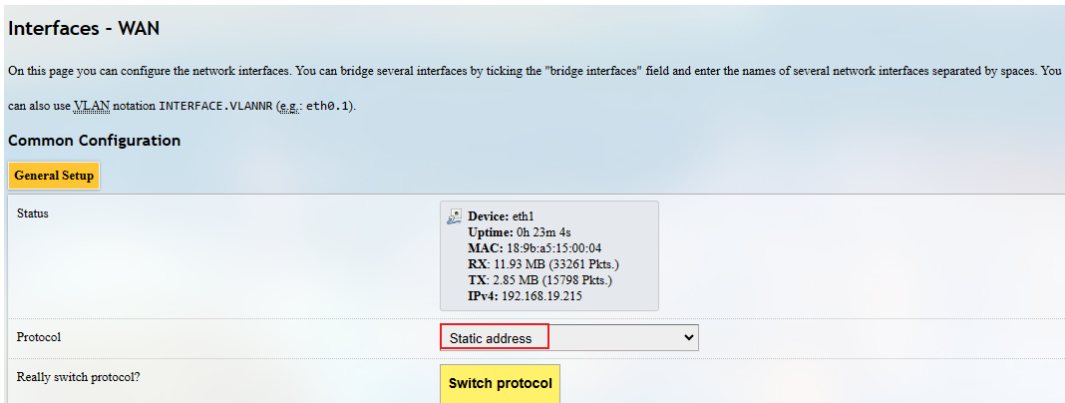 Interfaces - WAN
On this page you can configure the network interfaces. You can bridge several interfaces by ticking the "bridge interfaces" field and enter the names of several network interfaces separated by spaces. You
can also use VLAN notation INTERFACE.VLANNR (e.g.: eth0.1).
Common Configuration
General Setup
Status
Device: eth1
Uptime: 0h 23m 4s
MAC: 18:9b:a5:15:00:04
RX: 11.93 MB (33261 Pkts.)
TX: 2.85 MB (15798 Pkts.)
IPv4: 192.168.19.215
Protocol
Static address
Really switch protocol?
Switch protocol